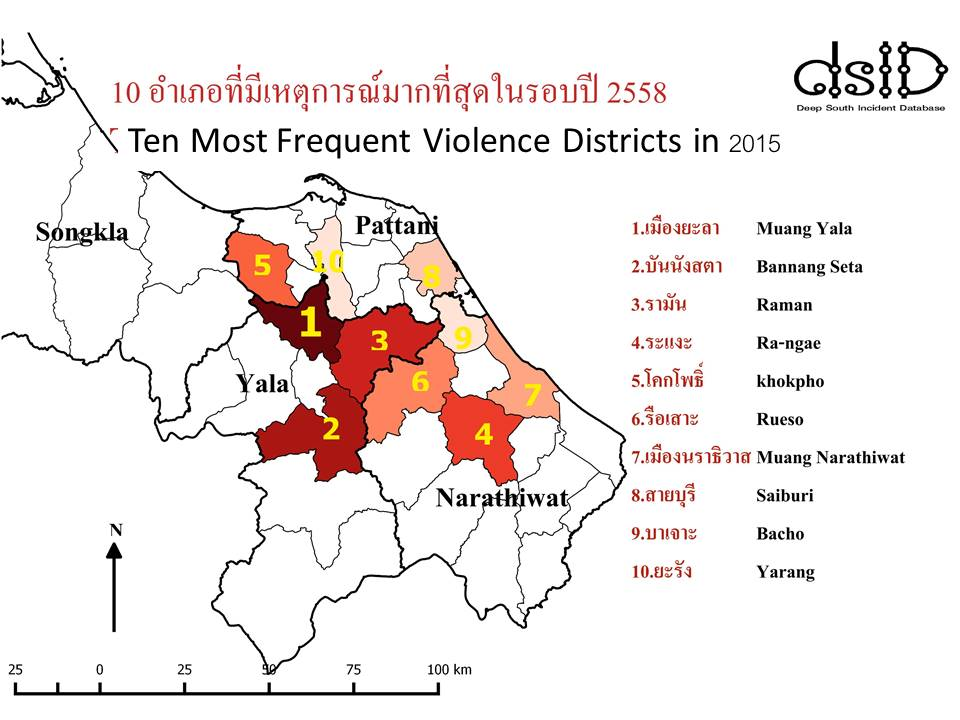 dsID
Deep South Incident Database
10 อำเภอที่มีเหตุการณ์มากที่สุดในรอบปี 2558
Ten Most Frequent Violence Districts in 2015
Songkla
Pattani
Yala
Narathiwat
5
10
8
1
3
9
6
7
2
4
1.เมืองยะลา Muang Yala
2.บันนังสตา Bannang Seta
3.รามัน Raman
4.ระแงะ Ra-ngae
5.โคกโพธิ์ khokpho
6.รือเสาะ Rueso
7.เมืองนราธิวาส Muang Narathiwat
8.สายบุรี Saiburi
9.บาเจาะ Bacho
10.ยะรัง Yarang
N
25 0 25 50 75 100 km